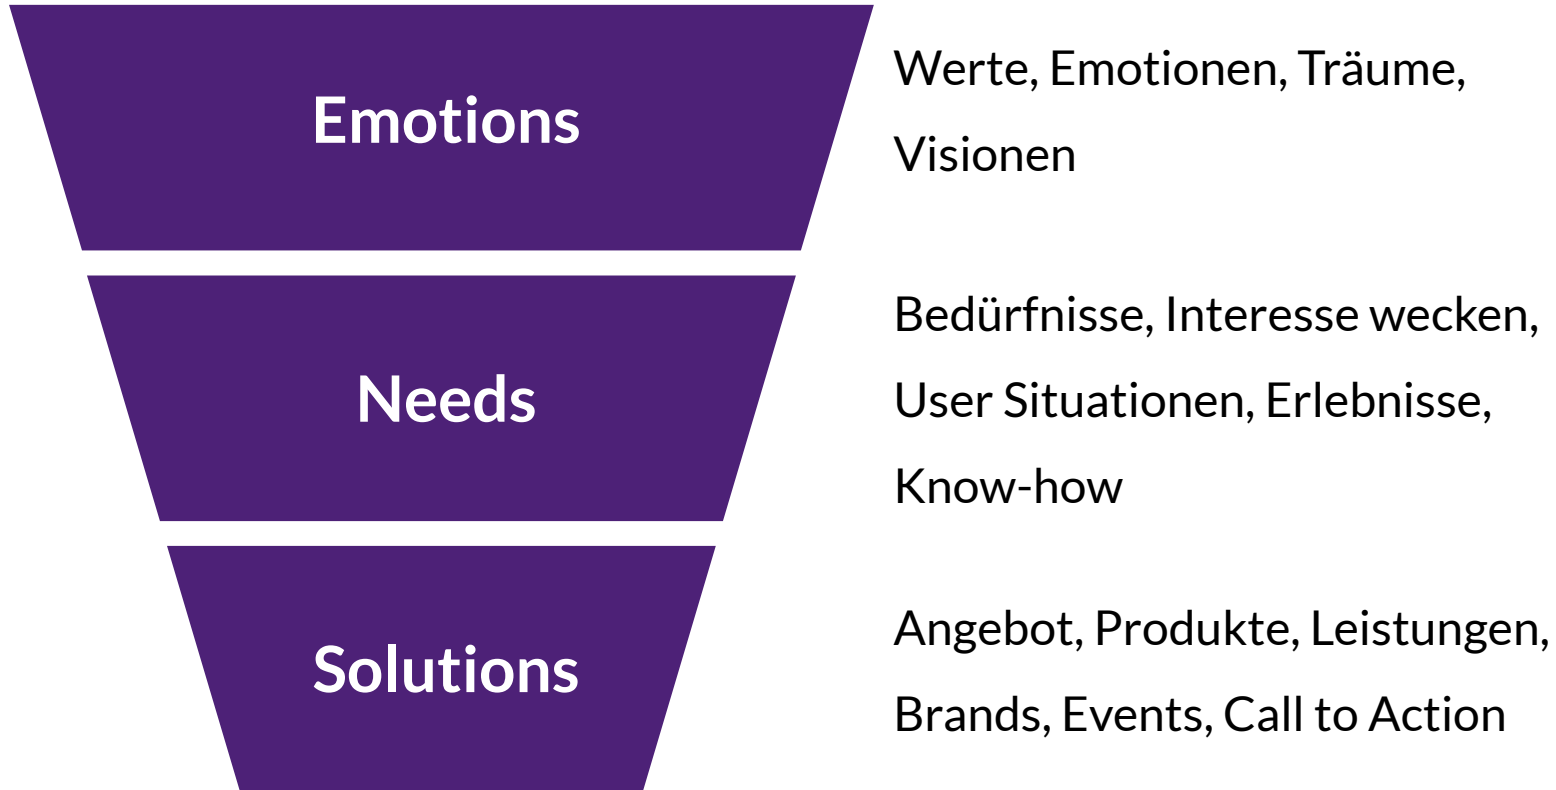 Emotions
Werte, Emotionen, Träume,
Visionen
Needs
Bedürfnisse, Interesse wecken,
User Situationen, Erlebnisse,
Know-how
Solutions
Angebot, Produkte, Leistungen,
Brands, Events, Call to Action